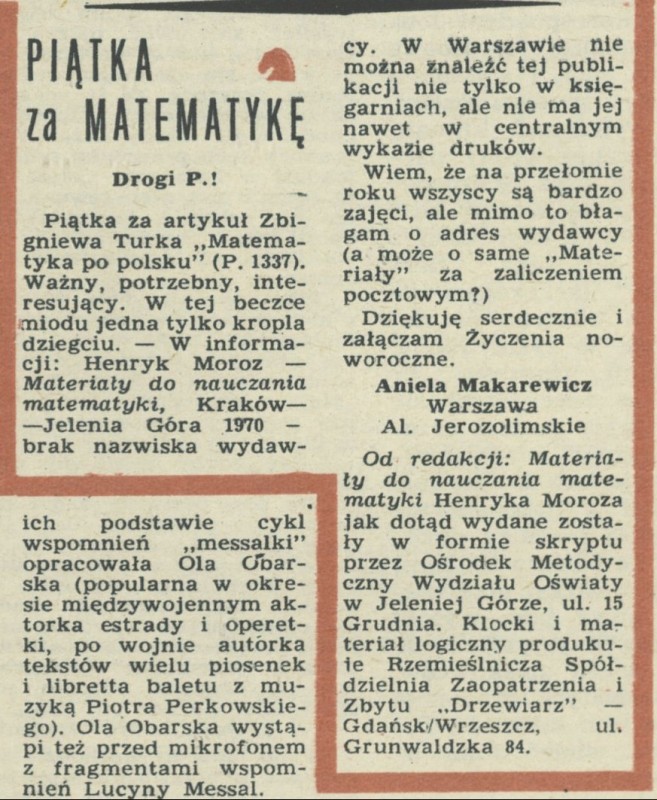 PIĄTKA
za MATEMATYKĘ
Drogi P.!
Piątka za artykuł Zbi-
gniewa Turka „Matema-
tyka po polsku" (P. 1337).
Ważny, potrzebny, inte-
resujący. W tej beczce
miodu jedna tylko kropla
dziegciu. — W informa-
cji: Henryk Moroz —
Materiały do nauczania
matematyki, Kraków—
—Jelenia Góra 1970 –
brak nazwiska wydaw-
cy. W Warszawie nie
można znaleźć tej publi-
kacji nie tylko w księ-
garniach, ale nie ma jej
nawet w centralnym
wykazie druków.
Wiem, że na przełomie
roku wszyscy są bardzo
zajęci, ale mimo to bła-
gam o adres wydawcy
(a może o same „Mate-
riały" za zaliczeniem
pocztowym?)
Dziękuję serdecznie i
załączam Życzenia no-
woroczne.
Aniela Makarewicz
Warszawa
Al. Jerozolimskie
Od redakcji: Materia-
ły do nauczania mate-
matyki Henryka Moroza
jak dotąd wydane zosta-
ły w formie skryptu
przez Ośrodek Metody-
czny Wydziału Oświaty
w Jeleniej Górze, ul. 15
Grudnia. Klocki i ma-
teriał logiczny produku-
je Rzemieślnicza Spół-
dzielnia Zaopatrzenia i
Zbytu „Drzewiarz" —
Gdańsk/Wrzeszcz, ul.
Grunwaldzka 84.
ich podstawie cykl
wspomnień „messalki"
opracowała Ola Obar-
ska (popularna w okre-
sie międzywojennym ak-
torka estrady i operet-
ki, po wojnie autorka
tekstów wielu piosenek
i libretta baletu z mu-
zyką Piotra Perkowskie-
go). Ola Obarska wystą-
pi też przed mikrofonem
z fragmentami wspom-
nień Lucyny Messal.